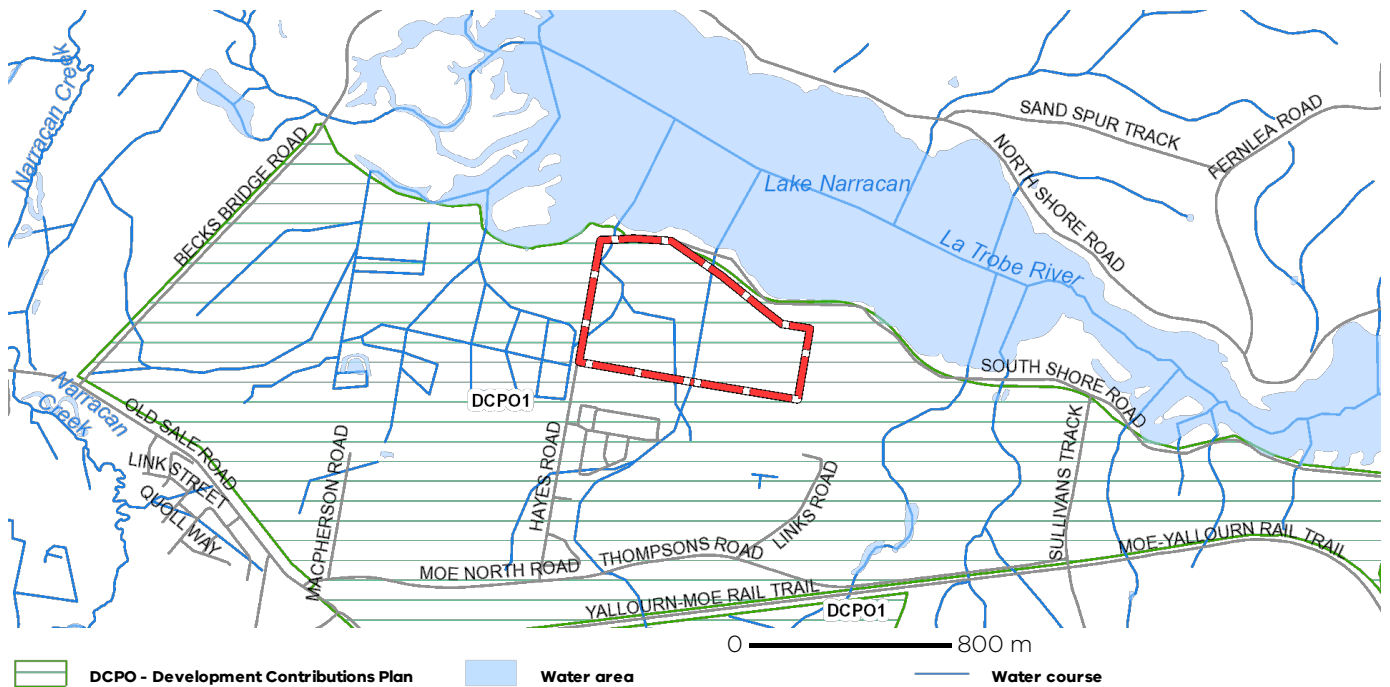 Narracan Creek
BECKS BRIDGE ROAD
SAND SPUR TRACK
FERNLEA ROAD
NORTH SHORE ROAD
Lake Narracan
La Trobe River
Narracan
Creek
OLD SALE ROAD
LINK STREET
QUOLL WAY
MACPHERSON ROAD
DCPO1
HAYES ROAD
SOUTH SHORE ROAD
SULLIVANS TRACK
LINKS ROAD
THOMPSONS ROAD
MOE NORTH ROAD
MOE-YALLOURN RAIL TRAIL
YALLOURN-MOE RAIL TRAIL
DCPO1
0 800 m
DCPO - Development Contributions Plan
Water area
Water course